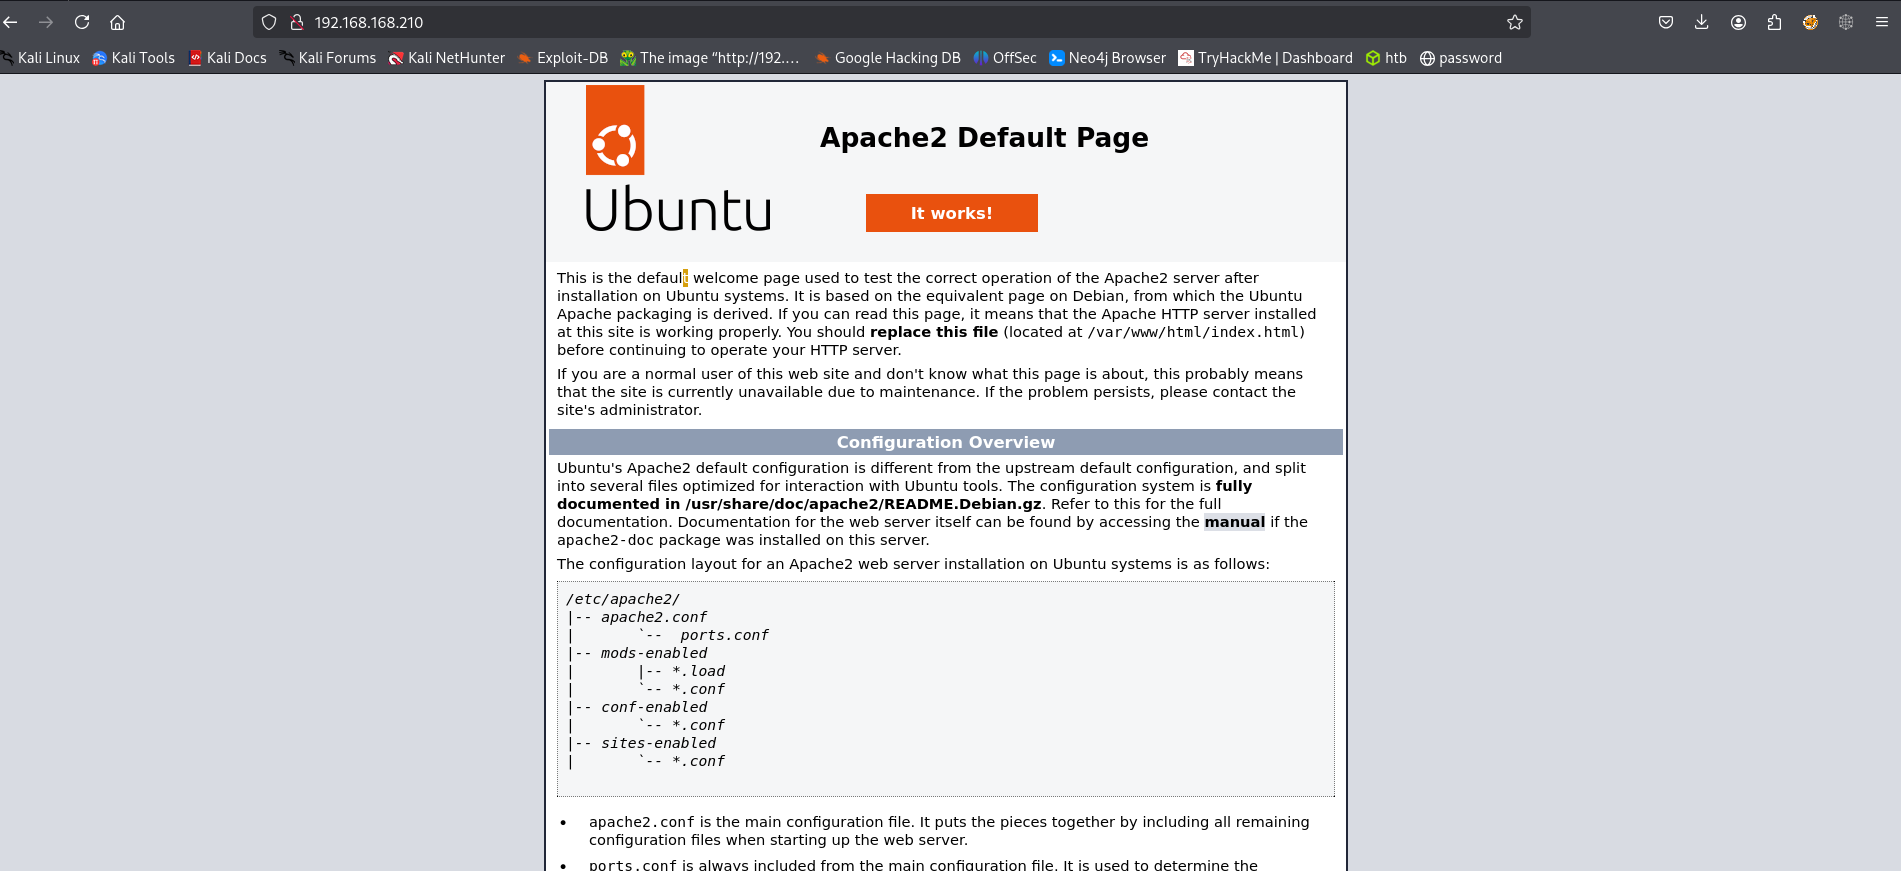 192.168.168.210
Kali Linux Kali Tools Kali Docs Kali Forums Kali NetHunter Exploit-DB The image “http://192.… Google Hacking DB OffSec Neo4j Browser TryHackMe | Dashboard htb password
Apache2 Default Page
Ubuntu
It works!
This is the default welcome page used to test the correct operation of the Apache2 server after
installation on Ubuntu systems. It is based on the equivalent page on Debian, from which the Ubuntu
Apache packaging is derived. If you can read this page, it means that the Apache HTTP server installed
at this site is working properly. You should replace this file (located at /var/www/html/index.html)
before continuing to operate your HTTP server.
If you are a normal user of this web site and don't know what this page is about, this probably means
that the site is currently unavailable due to maintenance. If the problem persists, please contact the
site's administrator.
Configuration Overview
Ubuntu's Apache2 default configuration is different from the upstream default configuration, and split
into several files optimized for interaction with Ubuntu tools. The configuration system is fully
documented in /usr/share/doc/apache2/README.Debian.gz. Refer to this for the full
documentation. Documentation for the web server itself can be found by accessing the manual if the
apache2-doc package was installed on this server.
The configuration layout for an Apache2 web server installation on Ubuntu systems is as follows:
/etc/apache2/
|-- apache2.conf
|       `--  ports.conf
|-- mods-enabled
|       |-- *.load
|       `-- *.conf
|-- conf-enabled
|       `-- *.conf
|-- sites-enabled
|       `-- *.conf
• apache2.conf is the main configuration file. It puts the pieces together by including all remaining
configuration files when starting up the web server.
• ports.conf is always included from the main configuration file. It is used to determine the